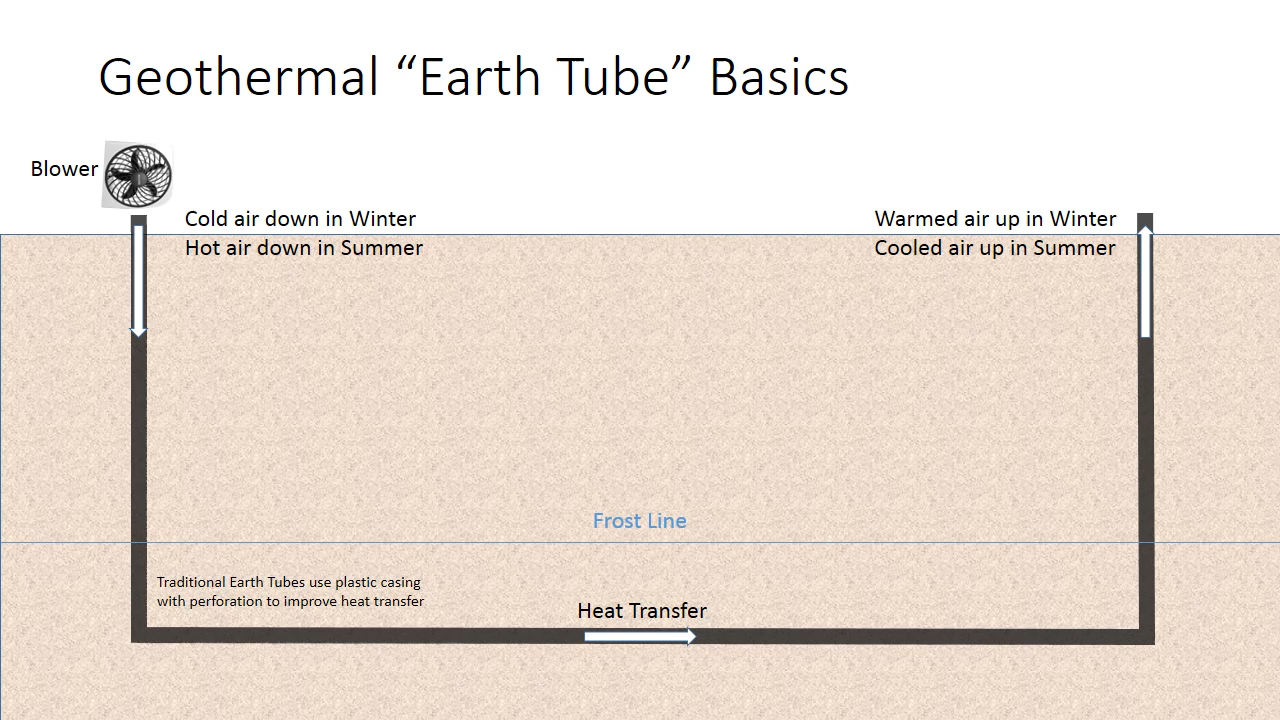 Geothermal “Earth Tube” Basics
Blower
Cold air down in Winter
Hot air down in Summer
Warmed air up in Winter
Cooled air up in Summer
Frost Line
Traditional Earth Tubes use plastic casing
with perforation to improve heat transfer
Heat Transfer